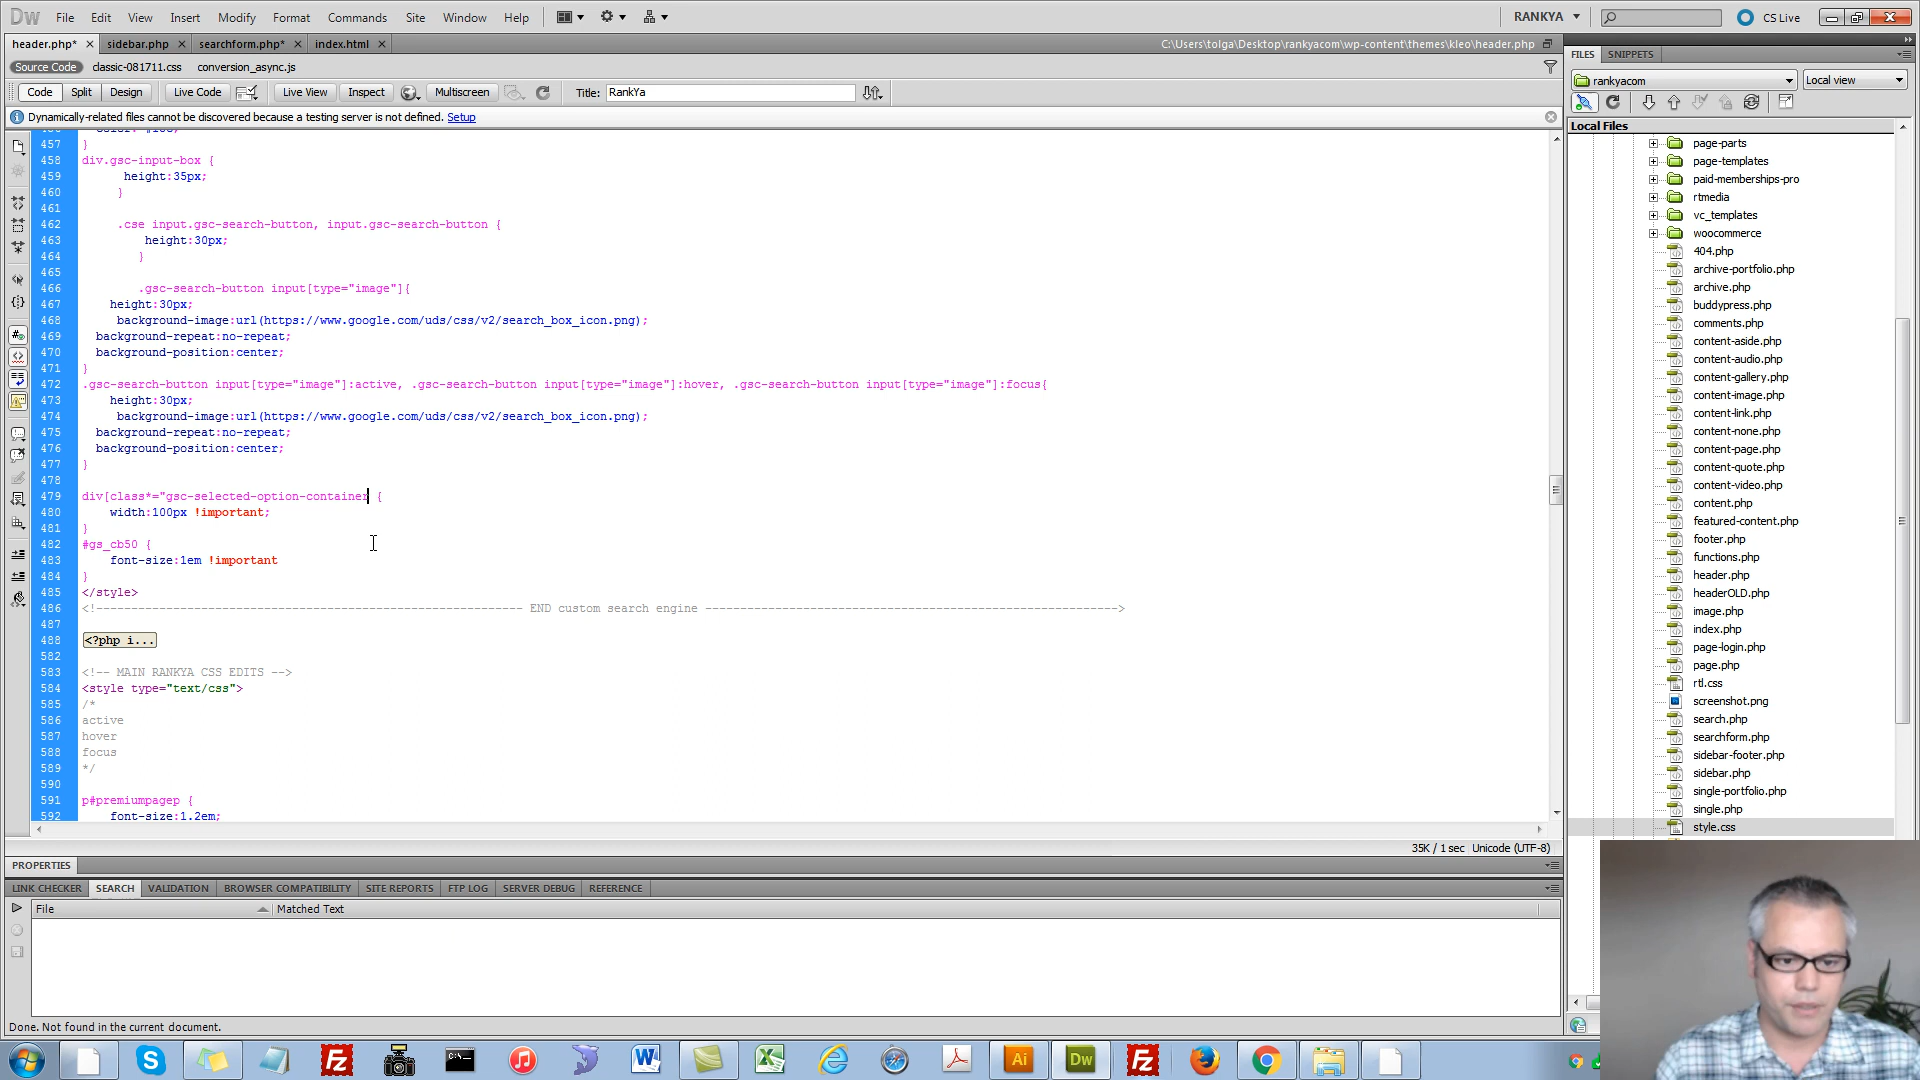 Dw File Edit View Insert Modify Format Commands Site Window Help RANKYA CS Live
header.php* sidebar.php searchform.php* index.html C:\Users\tolga\Desktop\rankyacom\wp-content\themes\kleo\header.php
Source Code classic-081711.css conversion_async.js
Code Split Design Live Code Live View Inspect Multiscreen Title: RankYa
Dynamically-related files cannot be discovered because a testing server is not defined. Setup
457 }
458 div.gsc-input-box {
459 height:35px;
460 }
461
462 .cse input.gsc-search-button, input.gsc-search-button {
463 height:30px;
464 }
465
466 .gsc-search-button input[type="image"]{
467 height:30px;
468 background-image:url(https://www.google.com/uds/css/v2/search_box_icon.png);
469 background-repeat:no-repeat;
470 background-position:center;
471 }
472 .gsc-search-button input[type="image"]:active, .gsc-search-button input[type="image"]:hover, .gsc-search-button input[type="image"]:focus{
473 height:30px;
474 background-image:url(https://www.google.com/uds/css/v2/search_box_icon.png);
475 background-repeat:no-repeat;
476 background-position:center;
477 }
478
479 div[class*="gsc-selected-option-container {
480 width:100px !important;
481 }
482 #gs_cb50 {
483 font-size:1em !important
484 }
485 </style>
486 <!------------------------------------------------------------- END custom search engine ----------------------------------------------------------->
487
488 <?php i...
582
583 <!-- MAIN RANKYA CSS EDITS -->
584 <style type="text/css">
585 /*
586 active
587 hover
588 focus
589 */
590
591 p#premiumpagep {
592 font-size:1.2em;
35K / 1 sec Unicode (UTF-8)
PROPERTIES
LINK CHECKER SEARCH VALIDATION BROWSER COMPATIBILITY SITE REPORTS FTP LOG SERVER DEBUG REFERENCE
File Matched Text
Done. Not found in the current document.
FILES SNIPPETS
rankyacom Local view
Local Files
page-parts
page-templates
paid-memberships-pro
rtmedia
vc_templates
woocommerce
404.php
archive-portfolio.php
archive.php
buddypress.php
comments.php
content-aside.php
content-audio.php
content-gallery.php
content-image.php
content-link.php
content-none.php
content-page.php
content-quote.php
content-video.php
content.php
featured-content.php
footer.php
functions.php
header.php
headerOLD.php
image.php
index.php
page-login.php
page.php
rtl.css
screenshot.png
search.php
searchform.php
sidebar-footer.php
sidebar.php
single-portfolio.php
single.php
style.css
Fz Ai Dw Fz